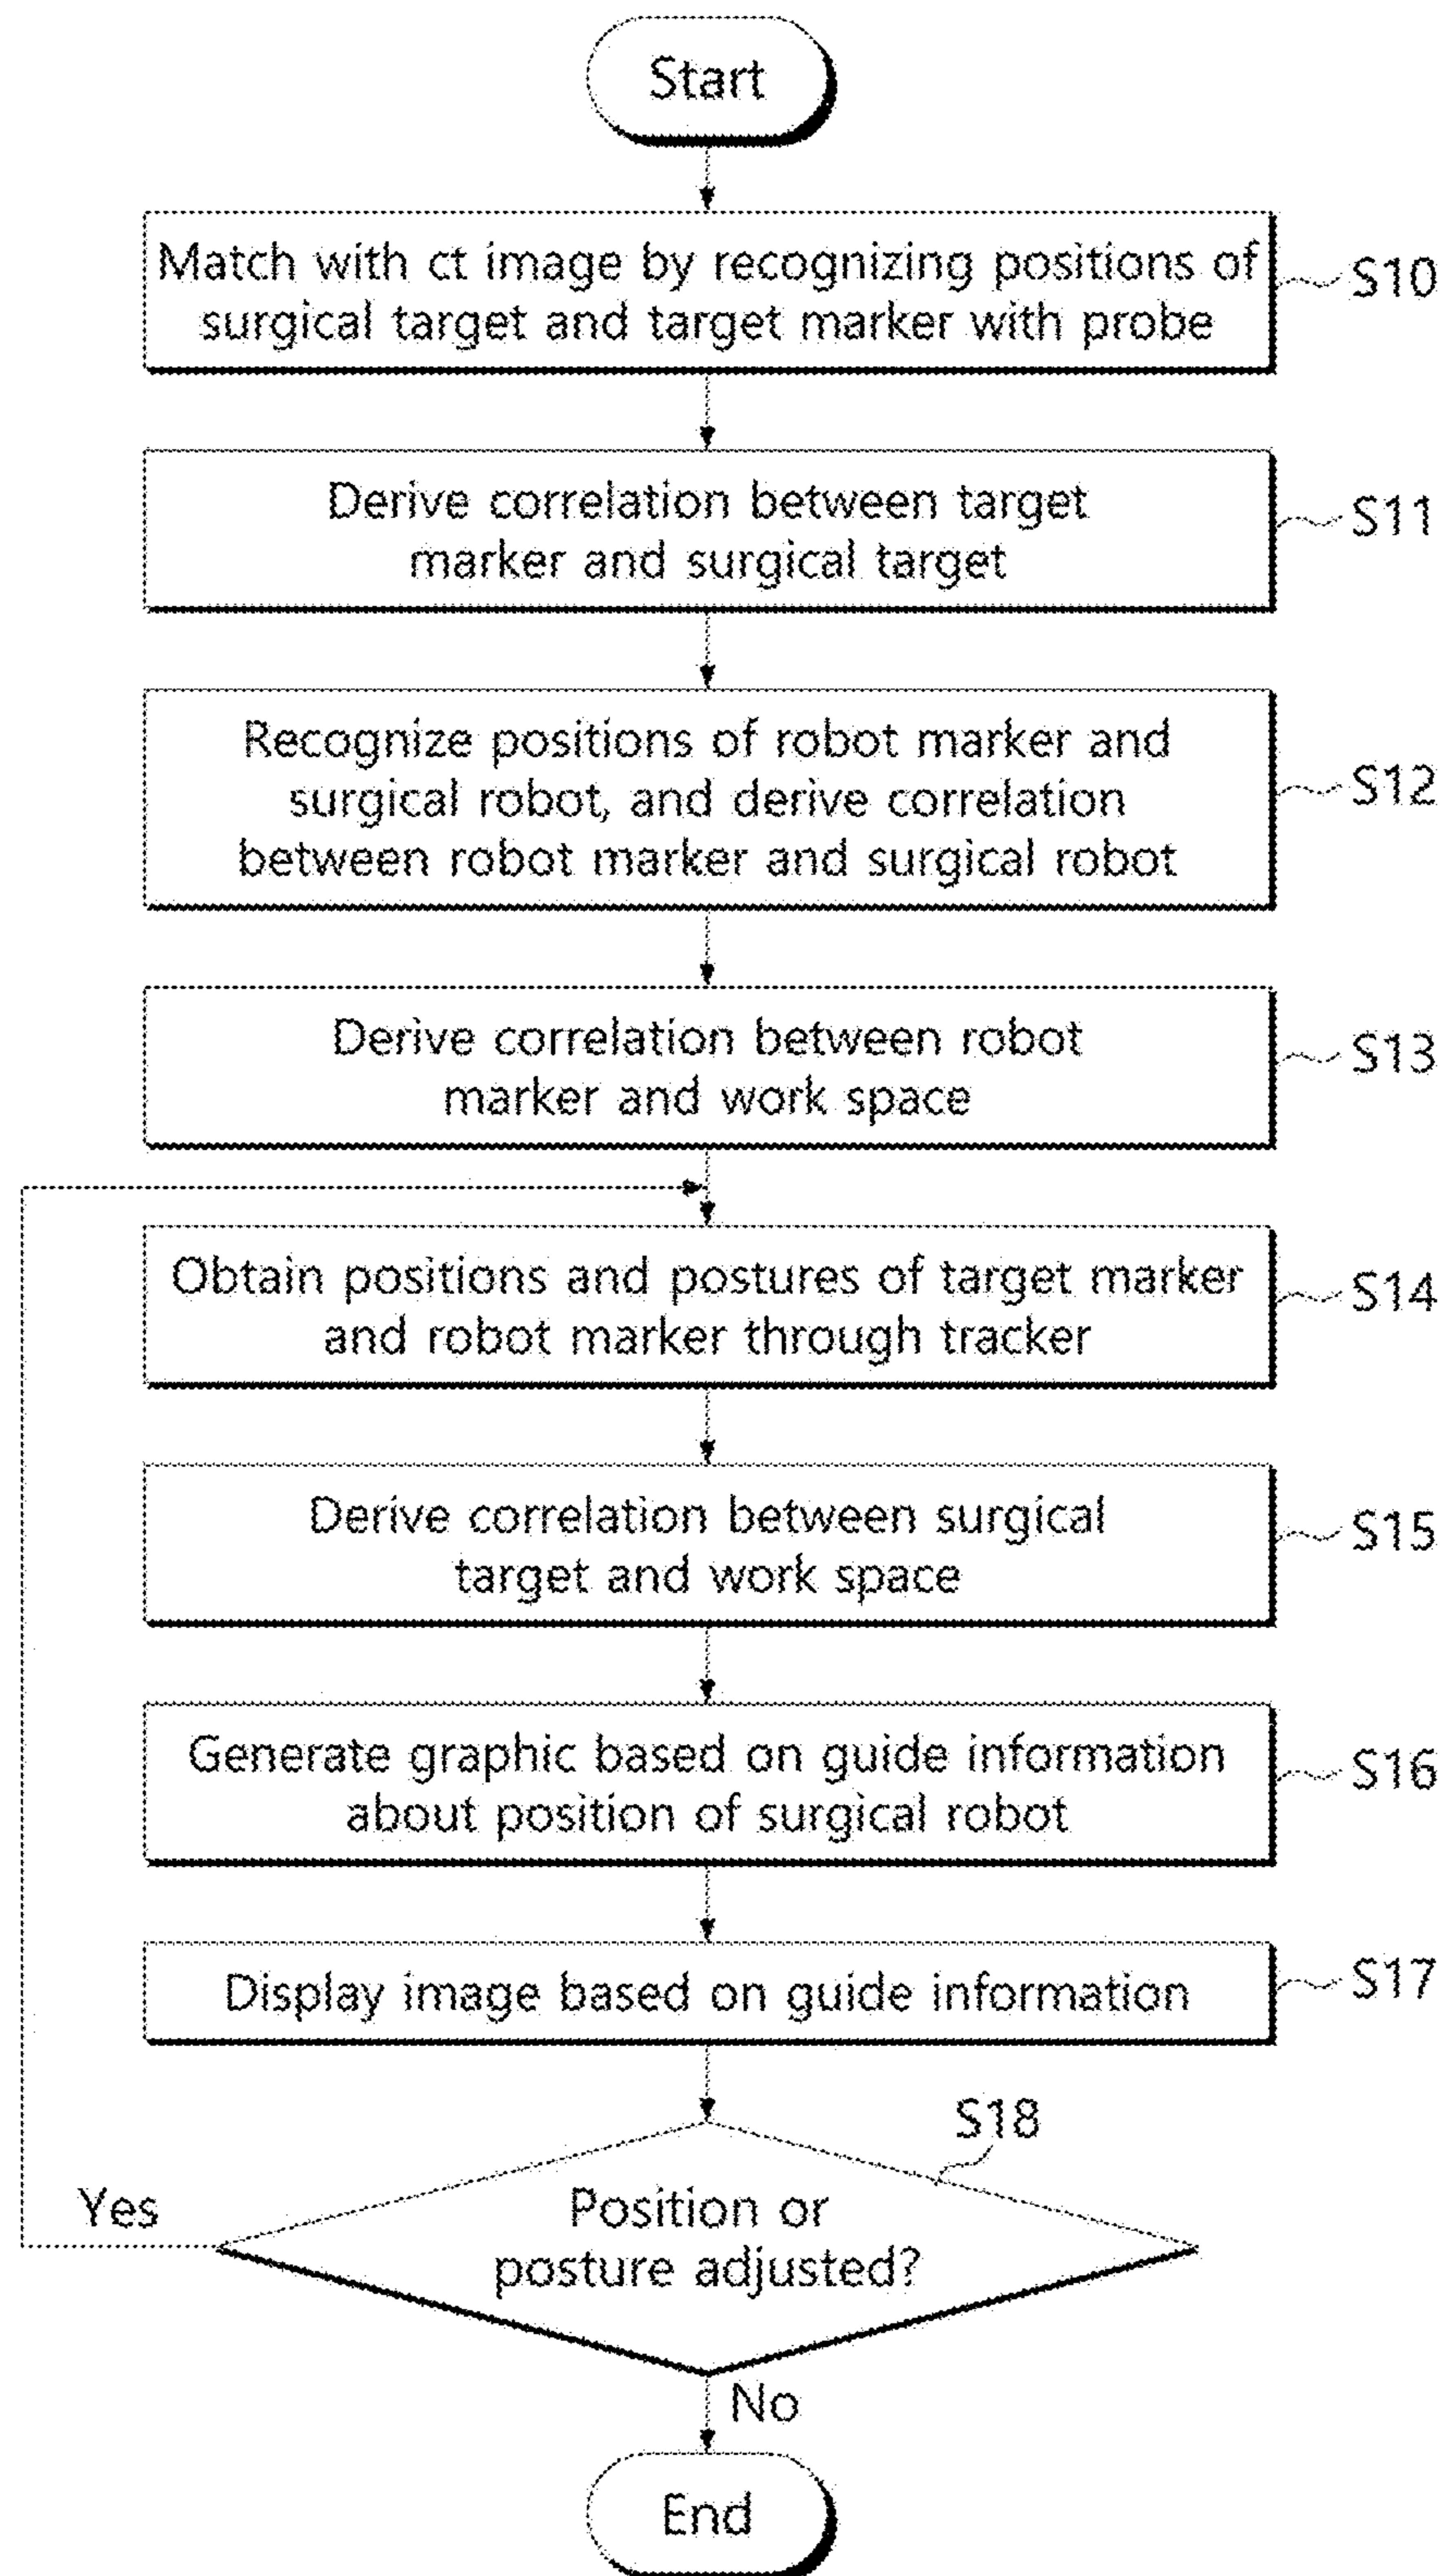 Start
Match with ct image by recognizing positions of
surgical target and target marker with probe
S10
Derive correlation between target
marker and surgical target
S11
Recognize positions of robot marker and
surgical robot, and derive correlation
between robot marker and surgical robot
S12
Derive correlation between robot
marker and work space
S13
Obtain positions and postures of target marker
and robot marker through tracker
S14
Derive correlation between surgical
target and work space
S15
Generate graphic based on guide information
about position of surgical robot
S16
Display image based on guide information
S17
S18
Yes
Position or
posture adjusted?
No
End